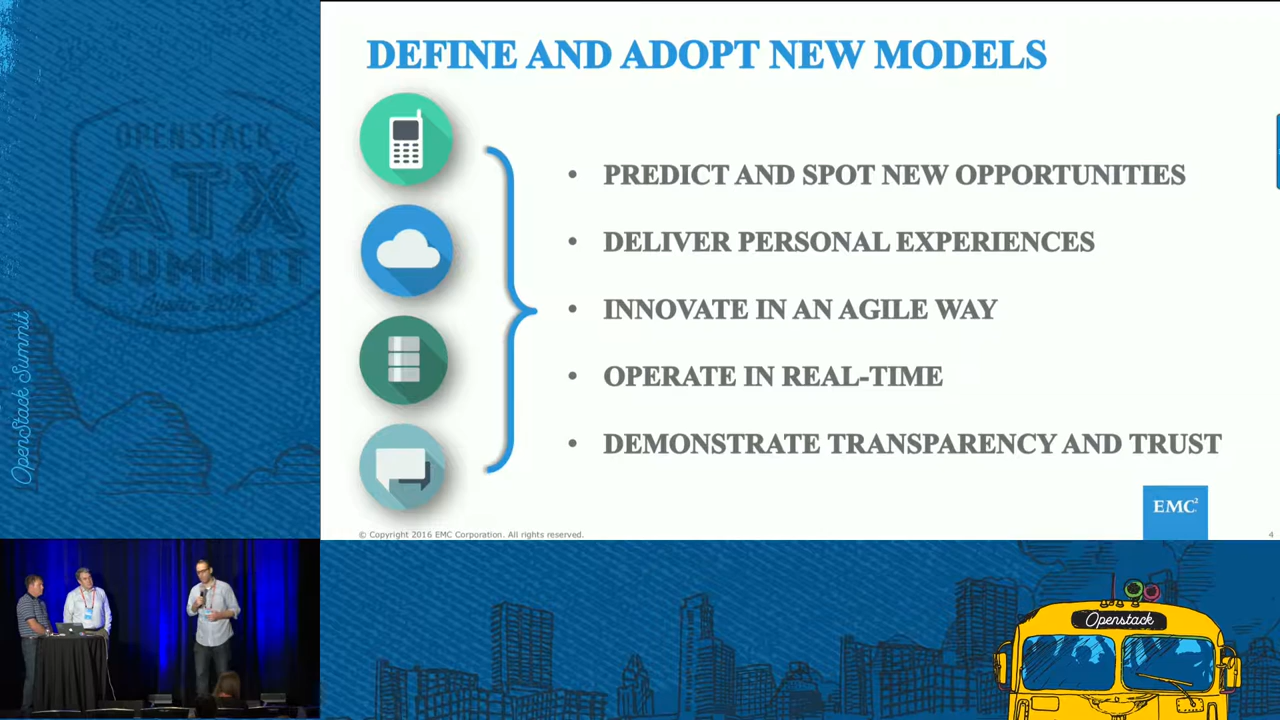 DEFINE AND ADOPT NEW MODELS
• PREDICT AND SPOT NEW OPPORTUNITIES
• DELIVER PERSONAL EXPERIENCES
• INNOVATE IN AN AGILE WAY
• OPERATE IN REAL-TIME
• DEMONSTRATE TRANSPARENCY AND TRUST
EMC²
© Copyright 2016 EMC Corporation. All rights reserved.
4
OPENSTACK
ATX
SUMMIT
OpenStack Summit
Openstack